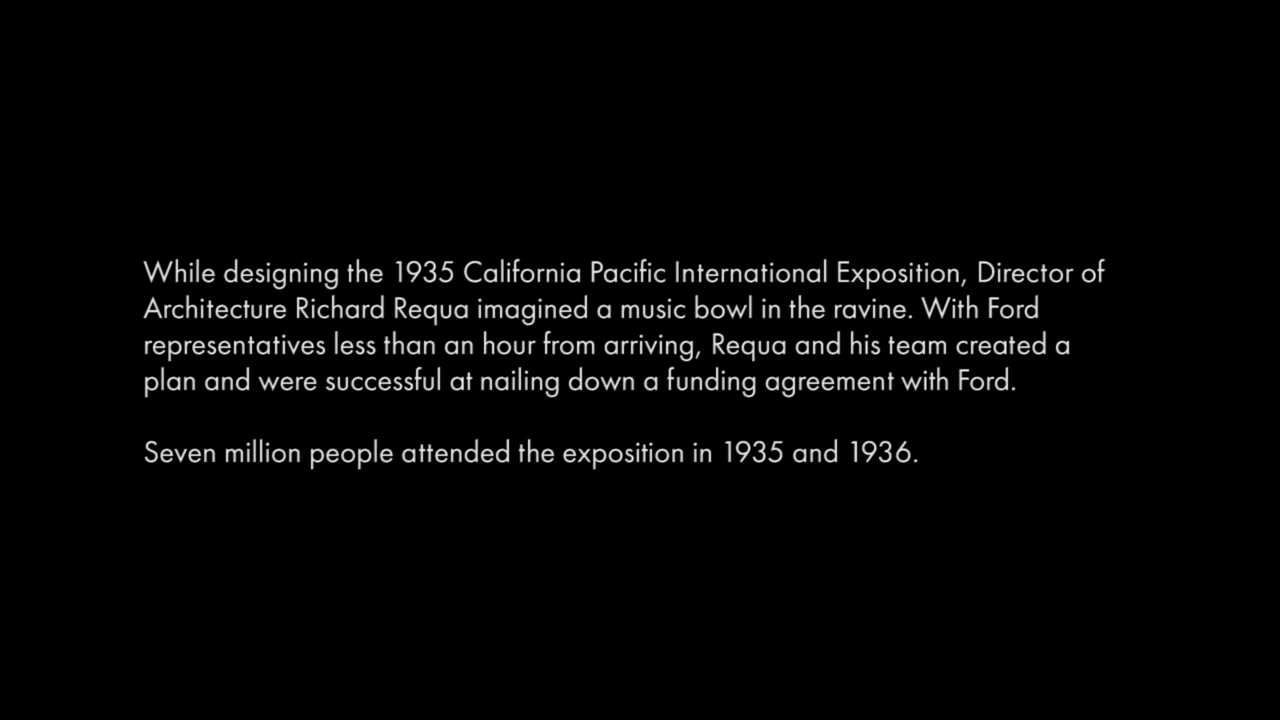 While designing the 1935 California Pacific International Exposition, Director of
Architecture Richard Requa imagined a music bowl in the ravine. With Ford
representatives less than an hour from arriving, Requa and his team created a
plan and were successful at nailing down a funding agreement with Ford.
Seven million people attended the exposition in 1935 and 1936.